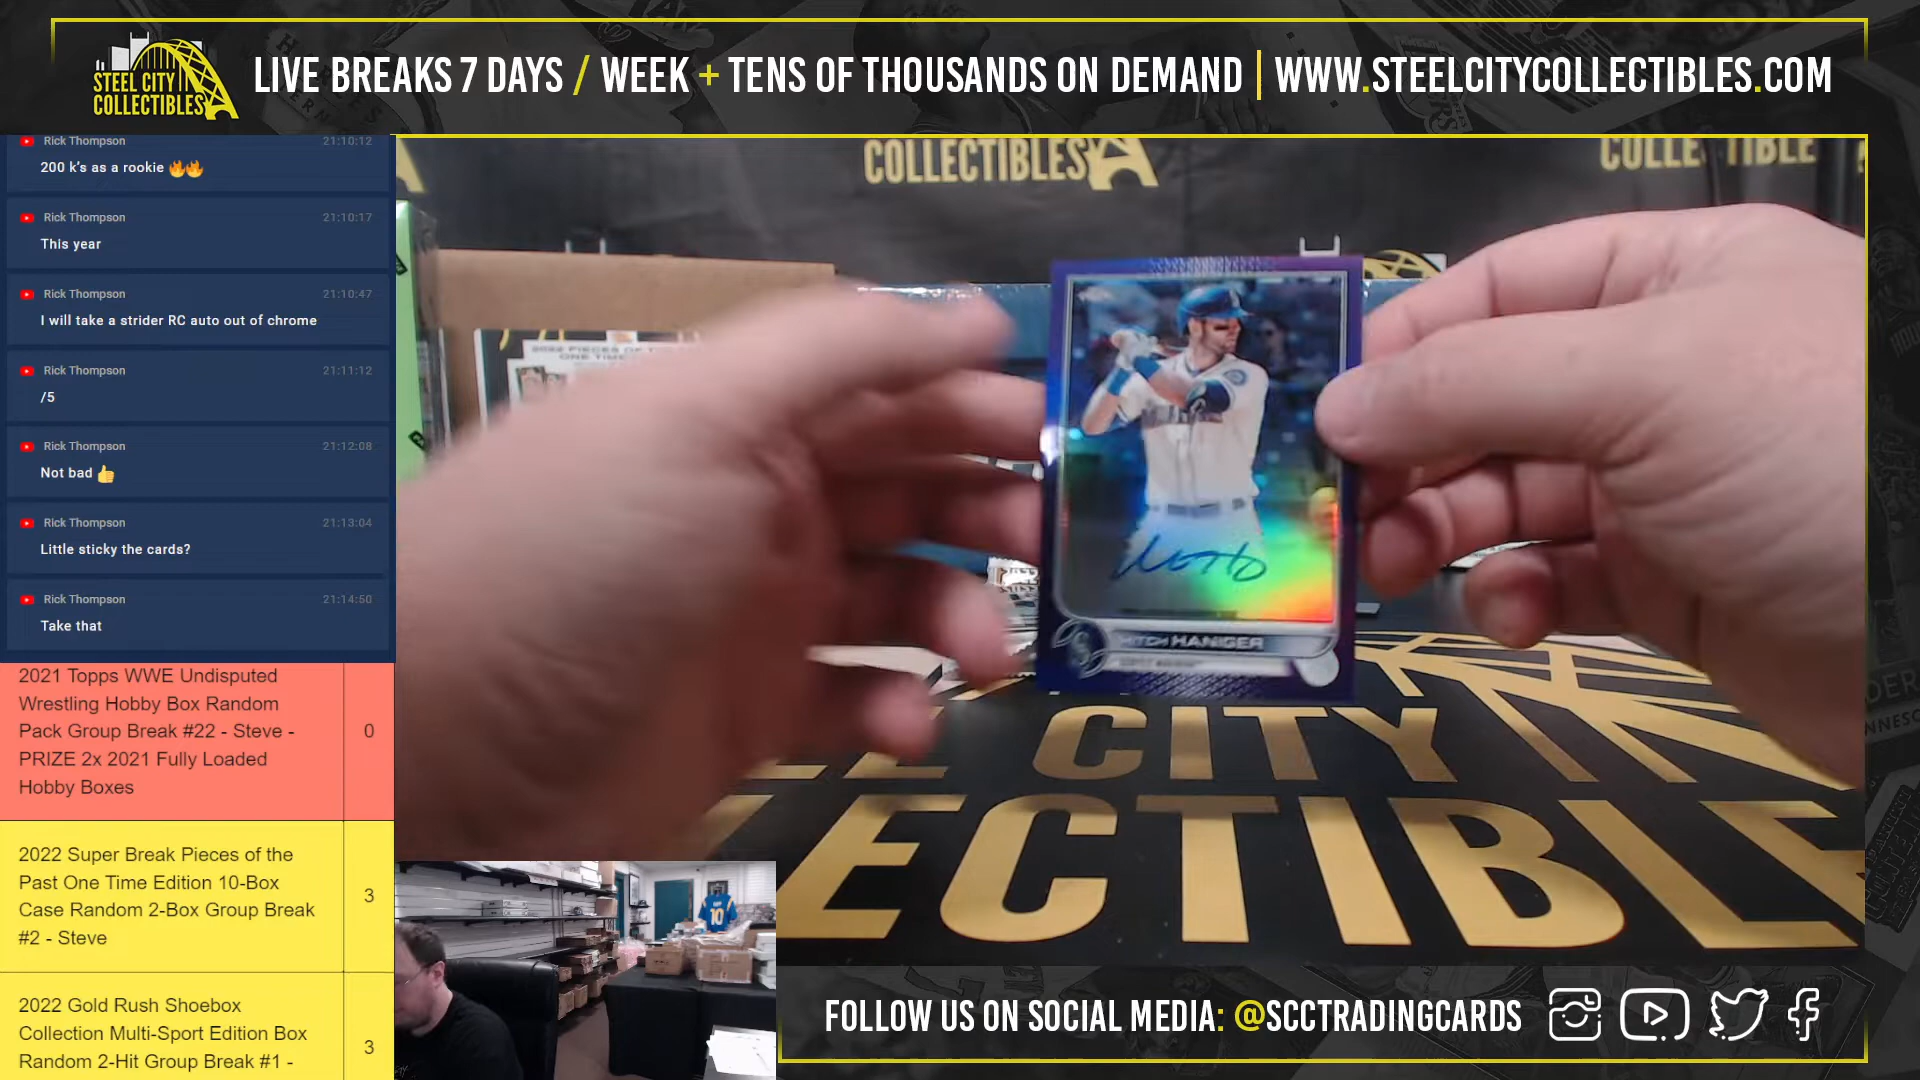 STEEL CITY
COLLECTIBLES
LIVE BREAKS 7 DAYS / WEEK + TENS OF THOUSANDS ON DEMAND | WWW.STEELCITYCOLLECTIBLES.COM
Rick Thompson 21:10:12
200 k's as a rookie 🔥🔥
Rick Thompson 21:10:17
This year
Rick Thompson 21:10:47
I will take a strider RC auto out of chrome
Rick Thompson 21:11:12
/5
Rick Thompson 21:12:08
Not bad 👍
Rick Thompson 21:13:04
Little sticky the cards?
Rick Thompson 21:14:50
Take that
2021 Topps WWE Undisputed
Wrestling Hobby Box Random
Pack Group Break #22 - Steve -
PRIZE 2x 2021 Fully Loaded
Hobby Boxes
0
2022 Super Break Pieces of the
Past One Time Edition 10-Box
Case Random 2-Box Group Break
#2 - Steve
3
2022 Gold Rush Shoebox
Collection Multi-Sport Edition Box
Random 2-Hit Group Break #1 -
3
COLLECTIBLES
MITCH HANIGER
LE CITY
LECTIBLE
10
FOLLOW US ON SOCIAL MEDIA: @SCCTRADINGCARDS